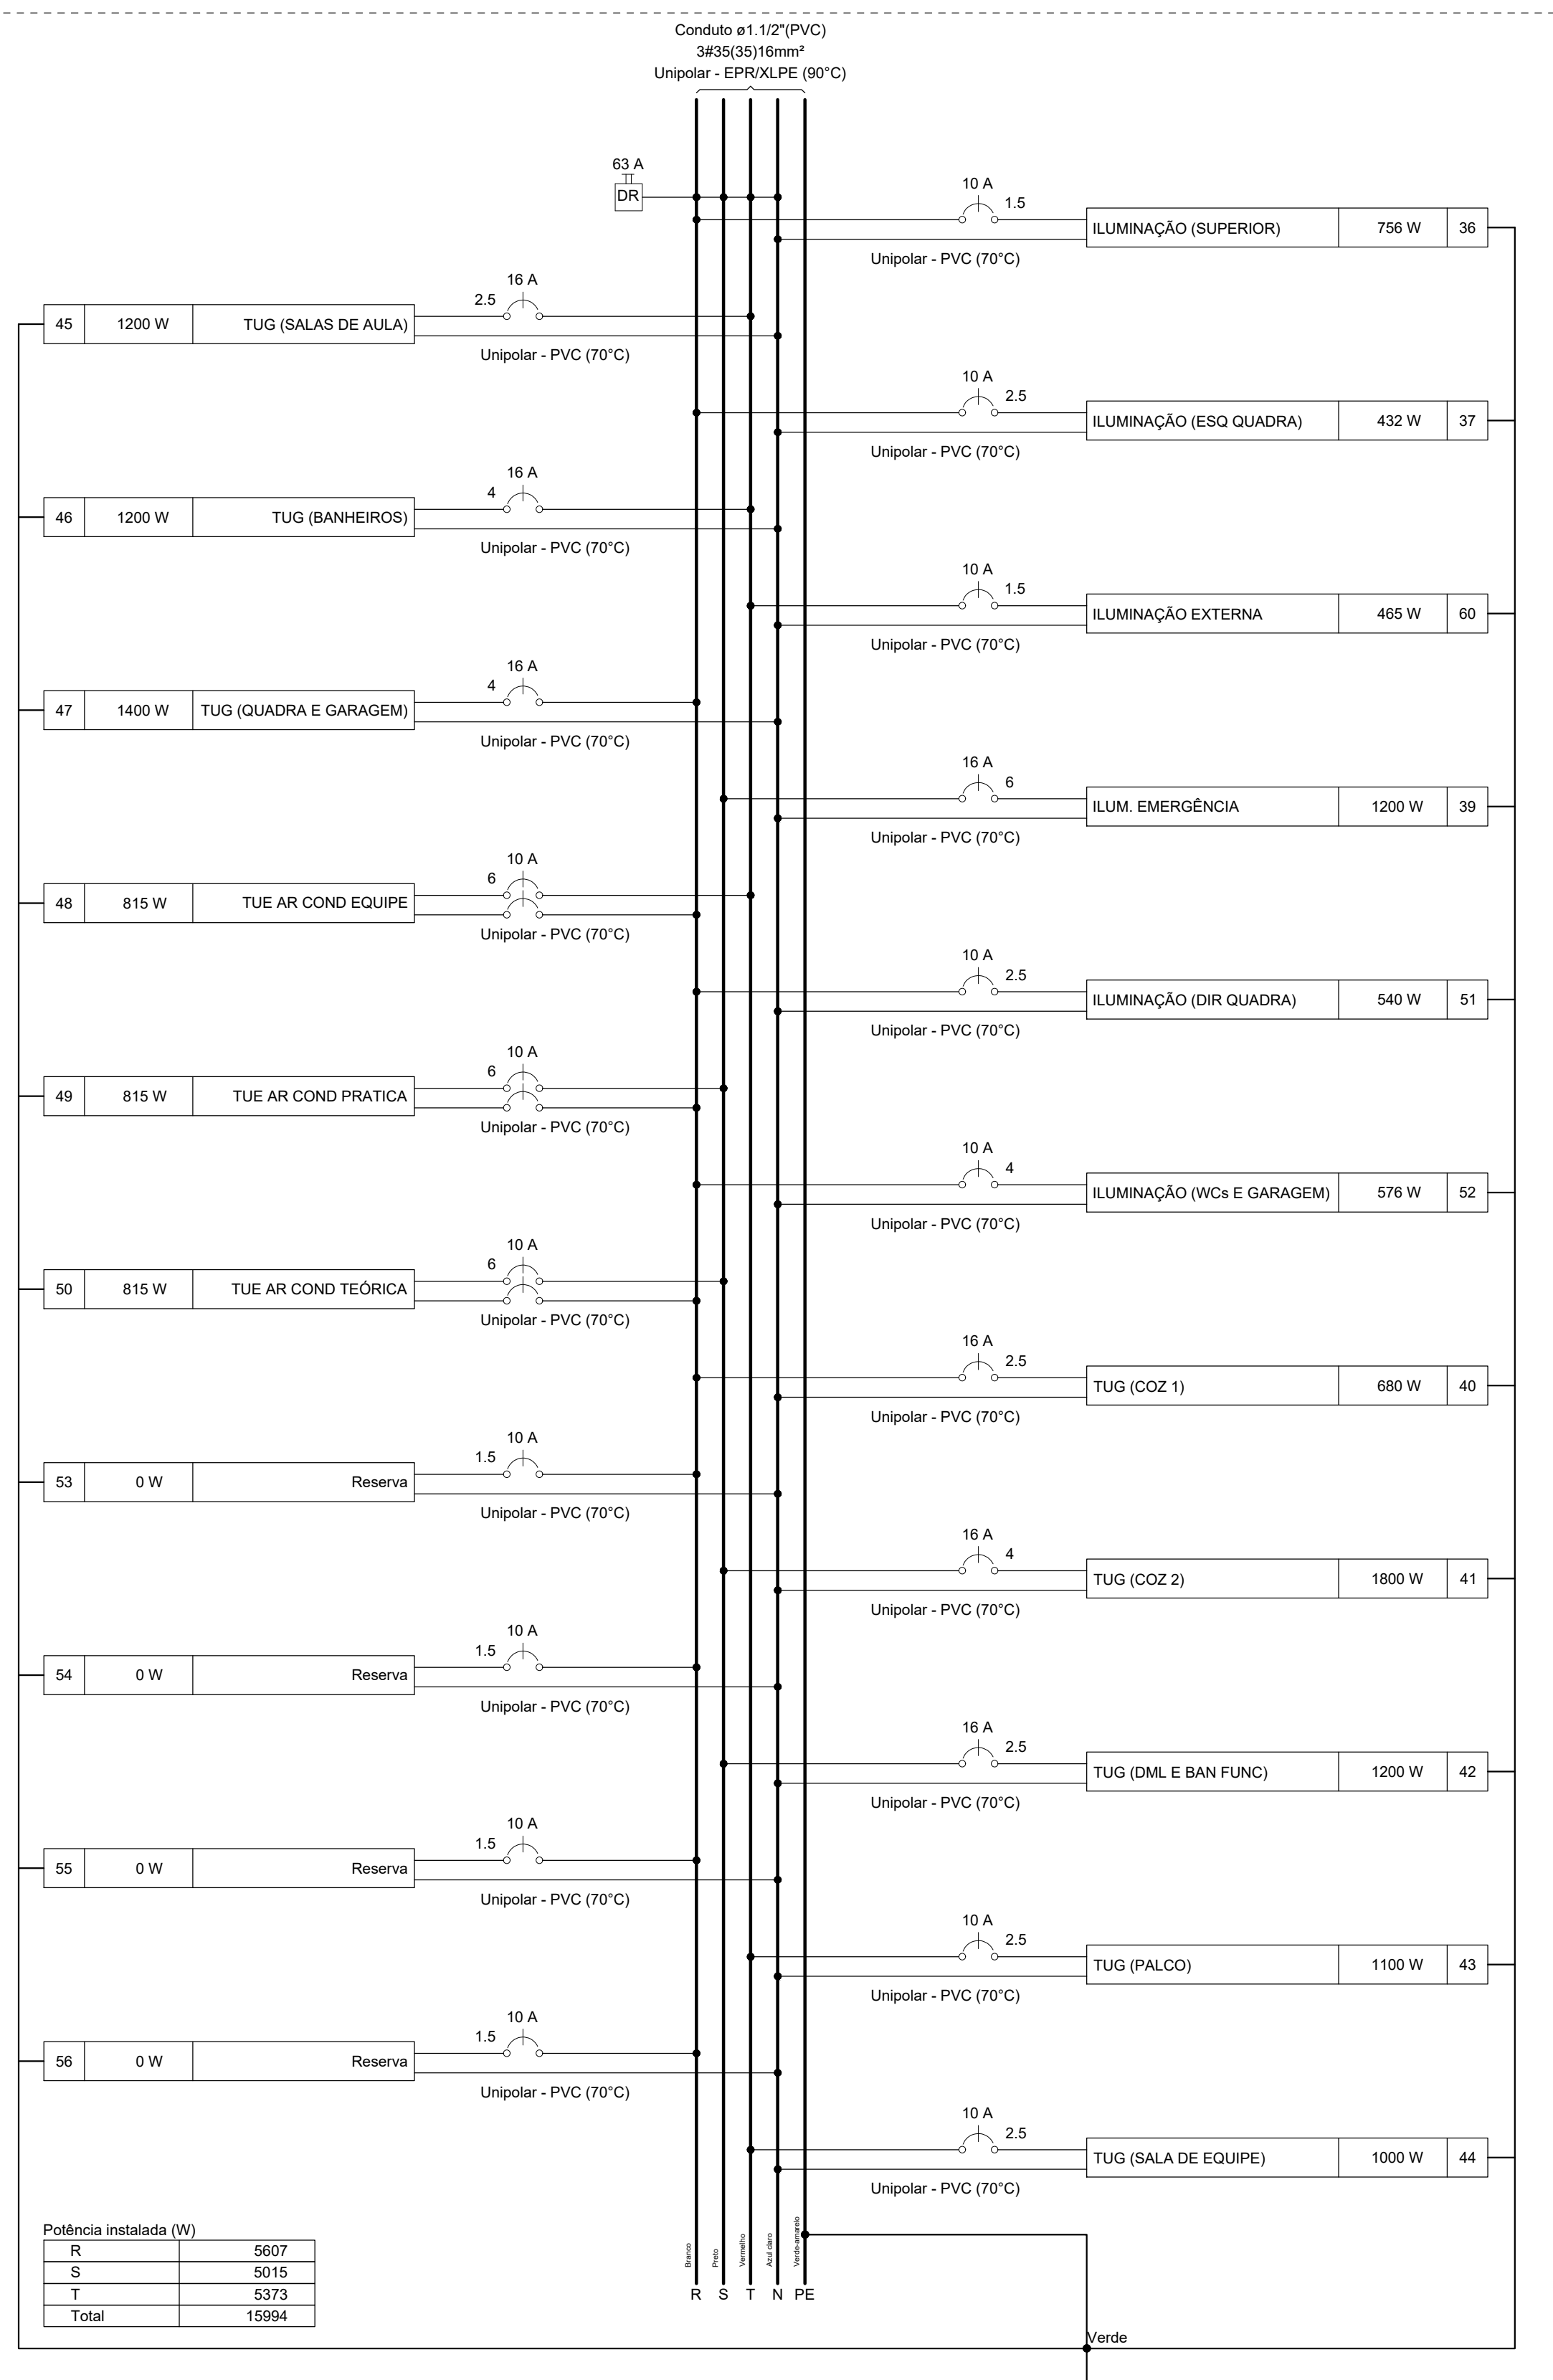 Conduto ø1.1/2"(PVC)
3#35(35)16mm²
Unipolar - EPR/XLPE (90°C)
63 A
DR
10 A
1.5
ILUMINAÇÃO (SUPERIOR) 756 W 36
Unipolar - PVC (70°C)
16 A
2.5
45 1200 W TUG (SALAS DE AULA)
Unipolar - PVC (70°C)
10 A
2.5
ILUMINAÇÃO (ESQ QUADRA) 432 W 37
Unipolar - PVC (70°C)
16 A
4
46 1200 W TUG (BANHEIROS)
Unipolar - PVC (70°C)
10 A
1.5
ILUMINAÇÃO EXTERNA 465 W 60
Unipolar - PVC (70°C)
16 A
4
47 1400 W TUG (QUADRA E GARAGEM)
Unipolar - PVC (70°C)
16 A
6
ILUM. EMERGÊNCIA 1200 W 39
Unipolar - PVC (70°C)
10 A
6
48 815 W TUE AR COND EQUIPE
Unipolar - PVC (70°C)
10 A
2.5
ILUMINAÇÃO (DIR QUADRA) 540 W 51
Unipolar - PVC (70°C)
10 A
6
49 815 W TUE AR COND PRATICA
Unipolar - PVC (70°C)
10 A
4
ILUMINAÇÃO (WCs E GARAGEM) 576 W 52
Unipolar - PVC (70°C)
10 A
6
50 815 W TUE AR COND TEÓRICA
Unipolar - PVC (70°C)
16 A
2.5
TUG (COZ 1) 680 W 40
Unipolar - PVC (70°C)
10 A
1.5
53 0 W Reserva
Unipolar - PVC (70°C)
16 A
4
TUG (COZ 2) 1800 W 41
Unipolar - PVC (70°C)
10 A
1.5
54 0 W Reserva
Unipolar - PVC (70°C)
16 A
2.5
TUG (DML E BAN FUNC) 1200 W 42
Unipolar - PVC (70°C)
10 A
1.5
55 0 W Reserva
Unipolar - PVC (70°C)
10 A
2.5
TUG (PALCO) 1100 W 43
Unipolar - PVC (70°C)
10 A
1.5
56 0 W Reserva
Unipolar - PVC (70°C)
10 A
2.5
TUG (SALA DE EQUIPE) 1000 W 44
Unipolar - PVC (70°C)
Branco
Preto
Vermelho
Azul claro
Verde-amarelo
R S T N PE
Potência instalada (W)
R 5607
S 5015
T 5373
Total 15994
Verde